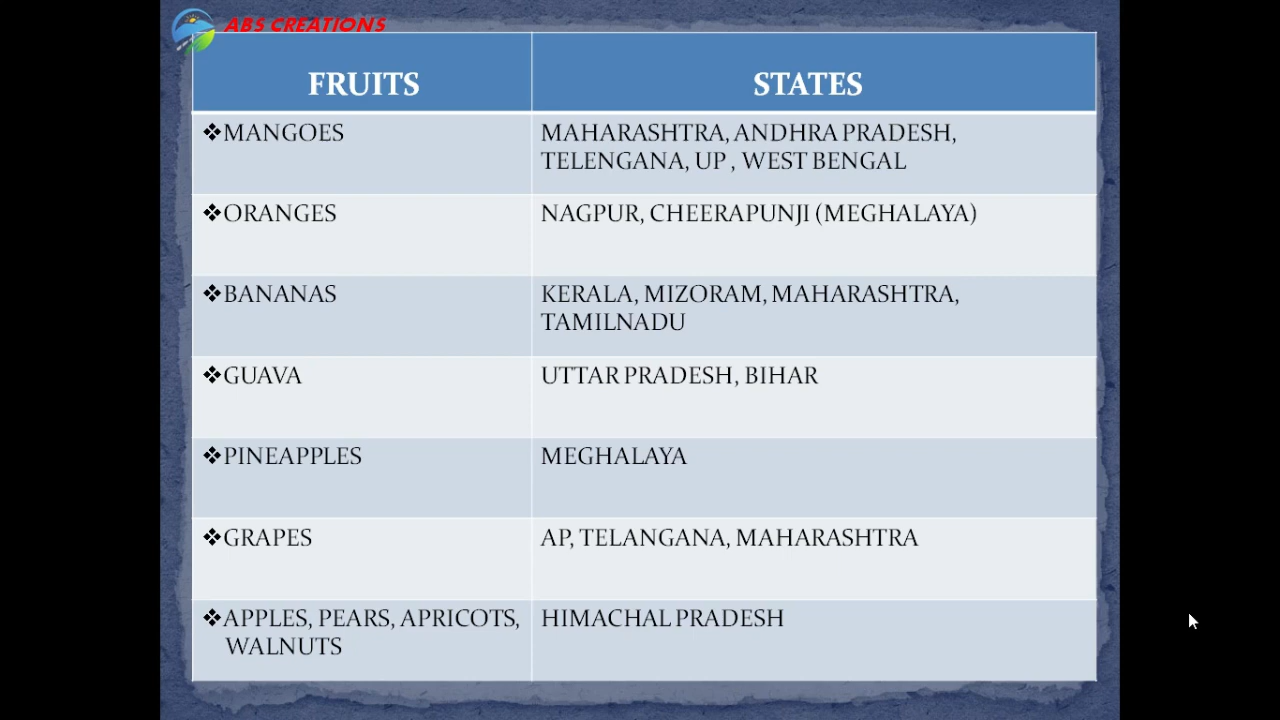 ABS CREATIONS
FRUITS STATES
❖MANGOES MAHARASHTRA, ANDHRA PRADESH,
TELENGANA, UP , WEST BENGAL
❖ORANGES NAGPUR, CHEERAPUNJI (MEGHALAYA)
❖BANANAS KERALA, MIZORAM, MAHARASHTRA,
TAMILNADU
❖GUAVA UTTAR PRADESH, BIHAR
❖PINEAPPLES MEGHALAYA
❖GRAPES AP, TELANGANA, MAHARASHTRA
❖APPLES, PEARS, APRICOTS, HIMACHAL PRADESH
WALNUTS